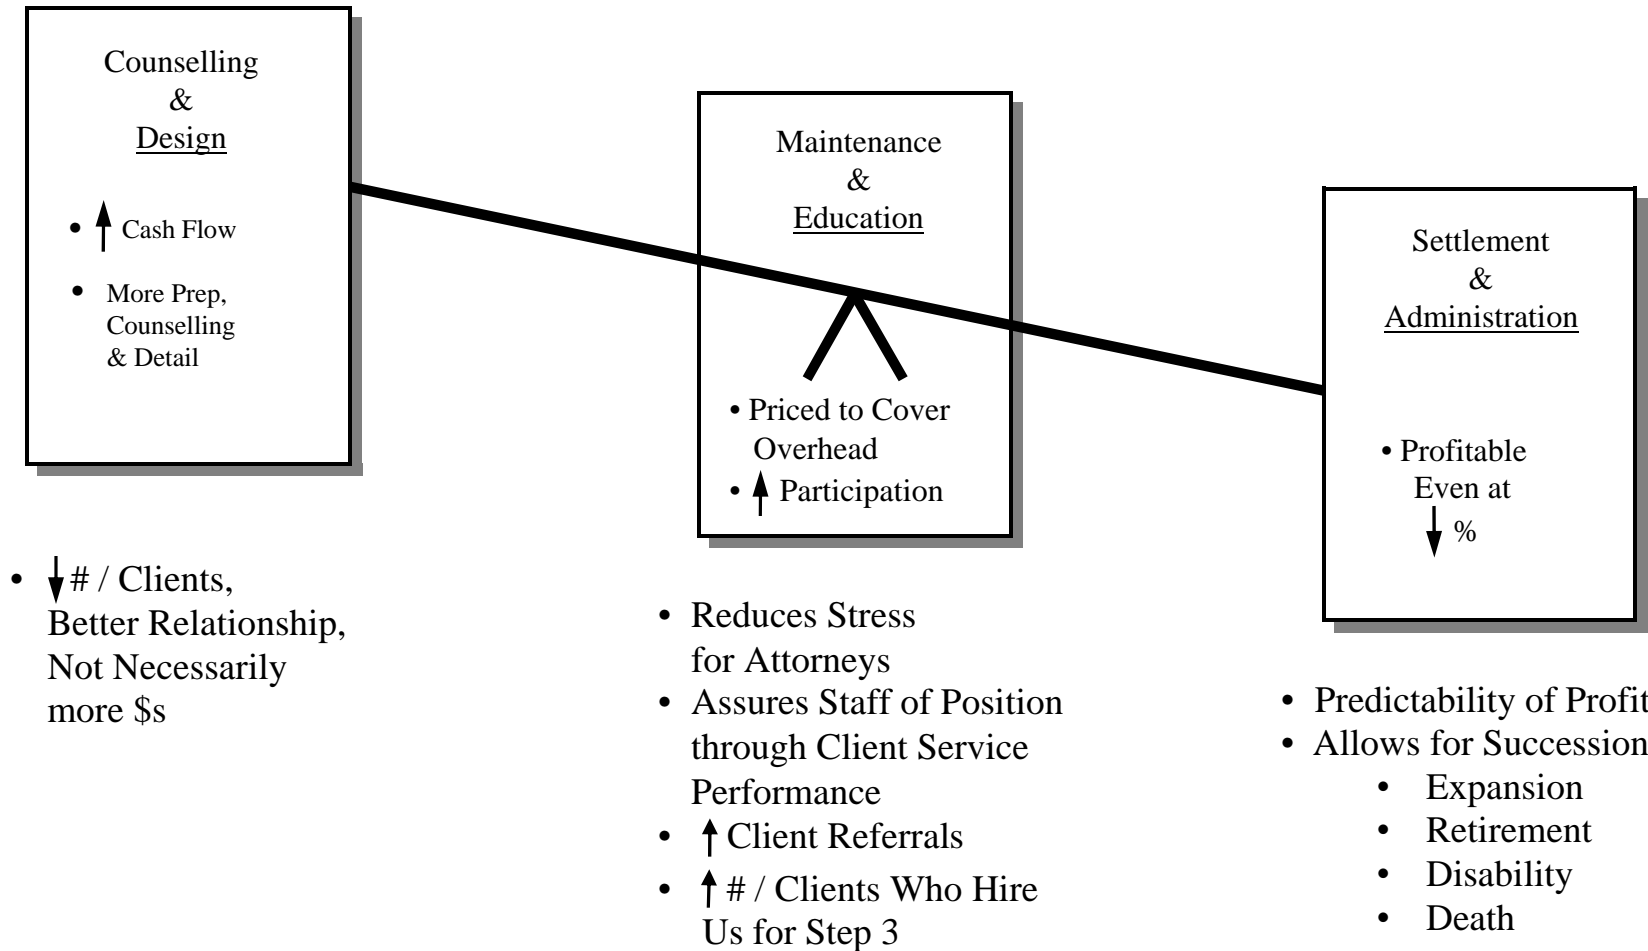 Counselling
&
Design
• ↑ Cash Flow
• More Prep,
Counselling
& Detail
• ↓ # / Clients,
Better Relationship,
Not Necessarily
more $s
Maintenance
&
Education
• Priced to Cover
Overhead
• ↑ Participation
• Reduces Stress
for Attorneys
• Assures Staff of Position
through Client Service
Performance
• ↑ Client Referrals
• ↑ # / Clients Who Hire
Us for Step 3
Settlement
&
Administration
• Profitable
Even at
↓ %
• Predictability of Profit
• Allows for Succession
• Expansion
• Retirement
• Disability
• Death